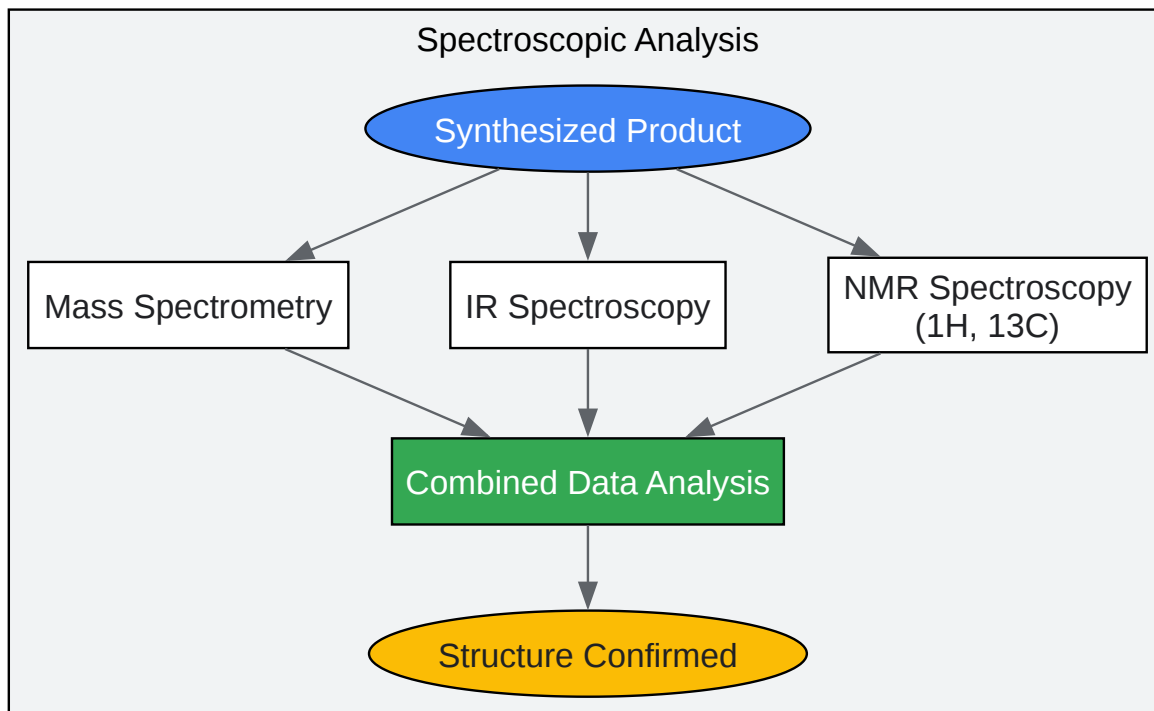 Spectroscopic Analysis
Synthesized Product
Mass Spectrometry
IR Spectroscopy
NMR Spectroscopy
(1H, 13C)
Combined Data Analysis
Structure Confirmed